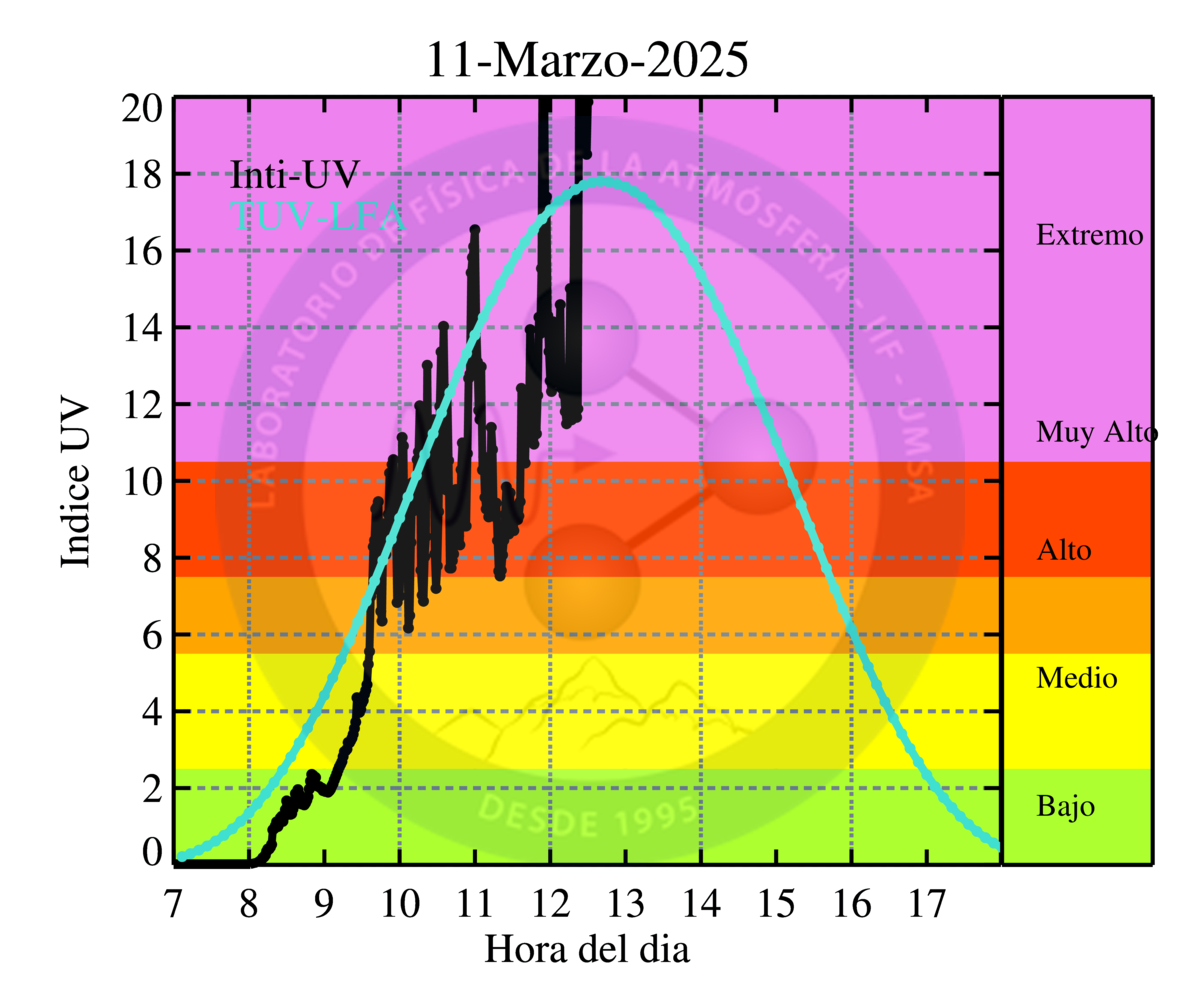 11-Marzo-2025
20
18
16
14
12
10
8
6
4
2
0
Indice UV
Inti-UV
TUV-LFA
LABORATORIO DE FÍSICA DE LA ATMÓSFERA - IIF - UMSA
DESDE 1995
Extremo
Muy Alto
Alto
Medio
Bajo
7 8 9 10 11 12 13 14 15 16 17
Hora del dia